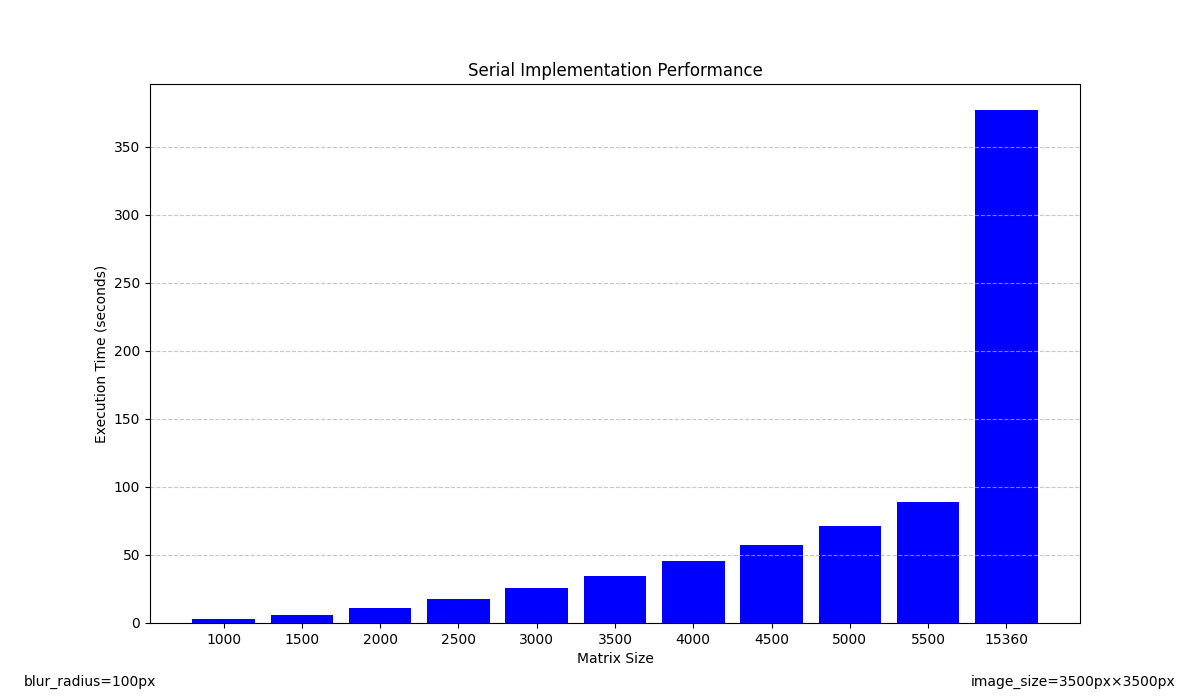 Serial Implementation Performance
Execution Time (seconds)
350
300
250
200
150
100
50
0
1000 1500 2000 2500 3000 3500 4000 4500 5000 5500 15360
Matrix Size
blur_radius=100px
image_size=3500px×3500px